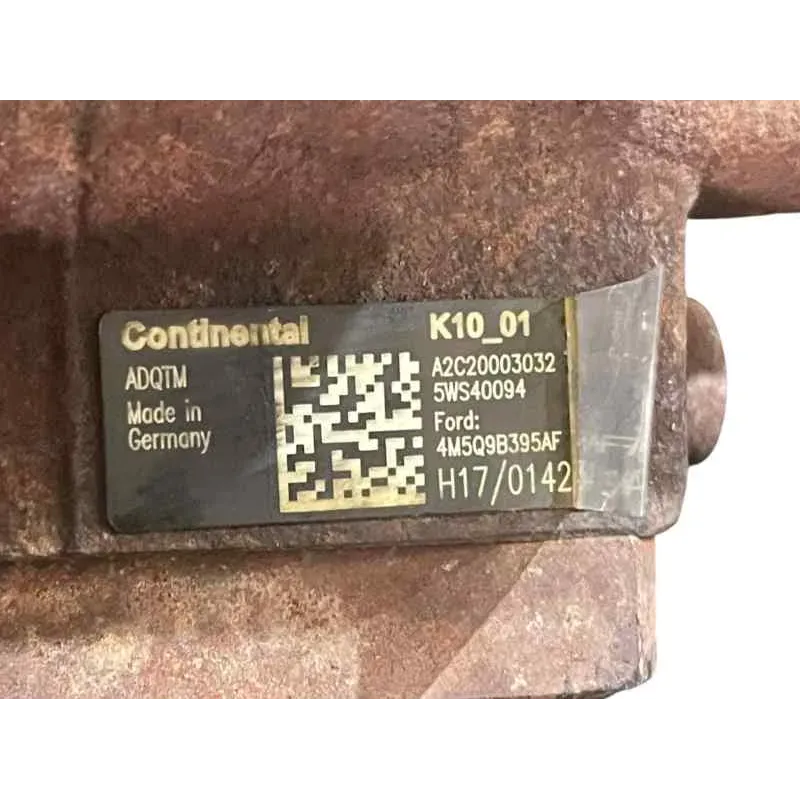 Continental
ADQTM
Made in
Germany
K10_01
A2C20003032
5WS40094
Ford:
4M5Q9B395AF
H17/0142